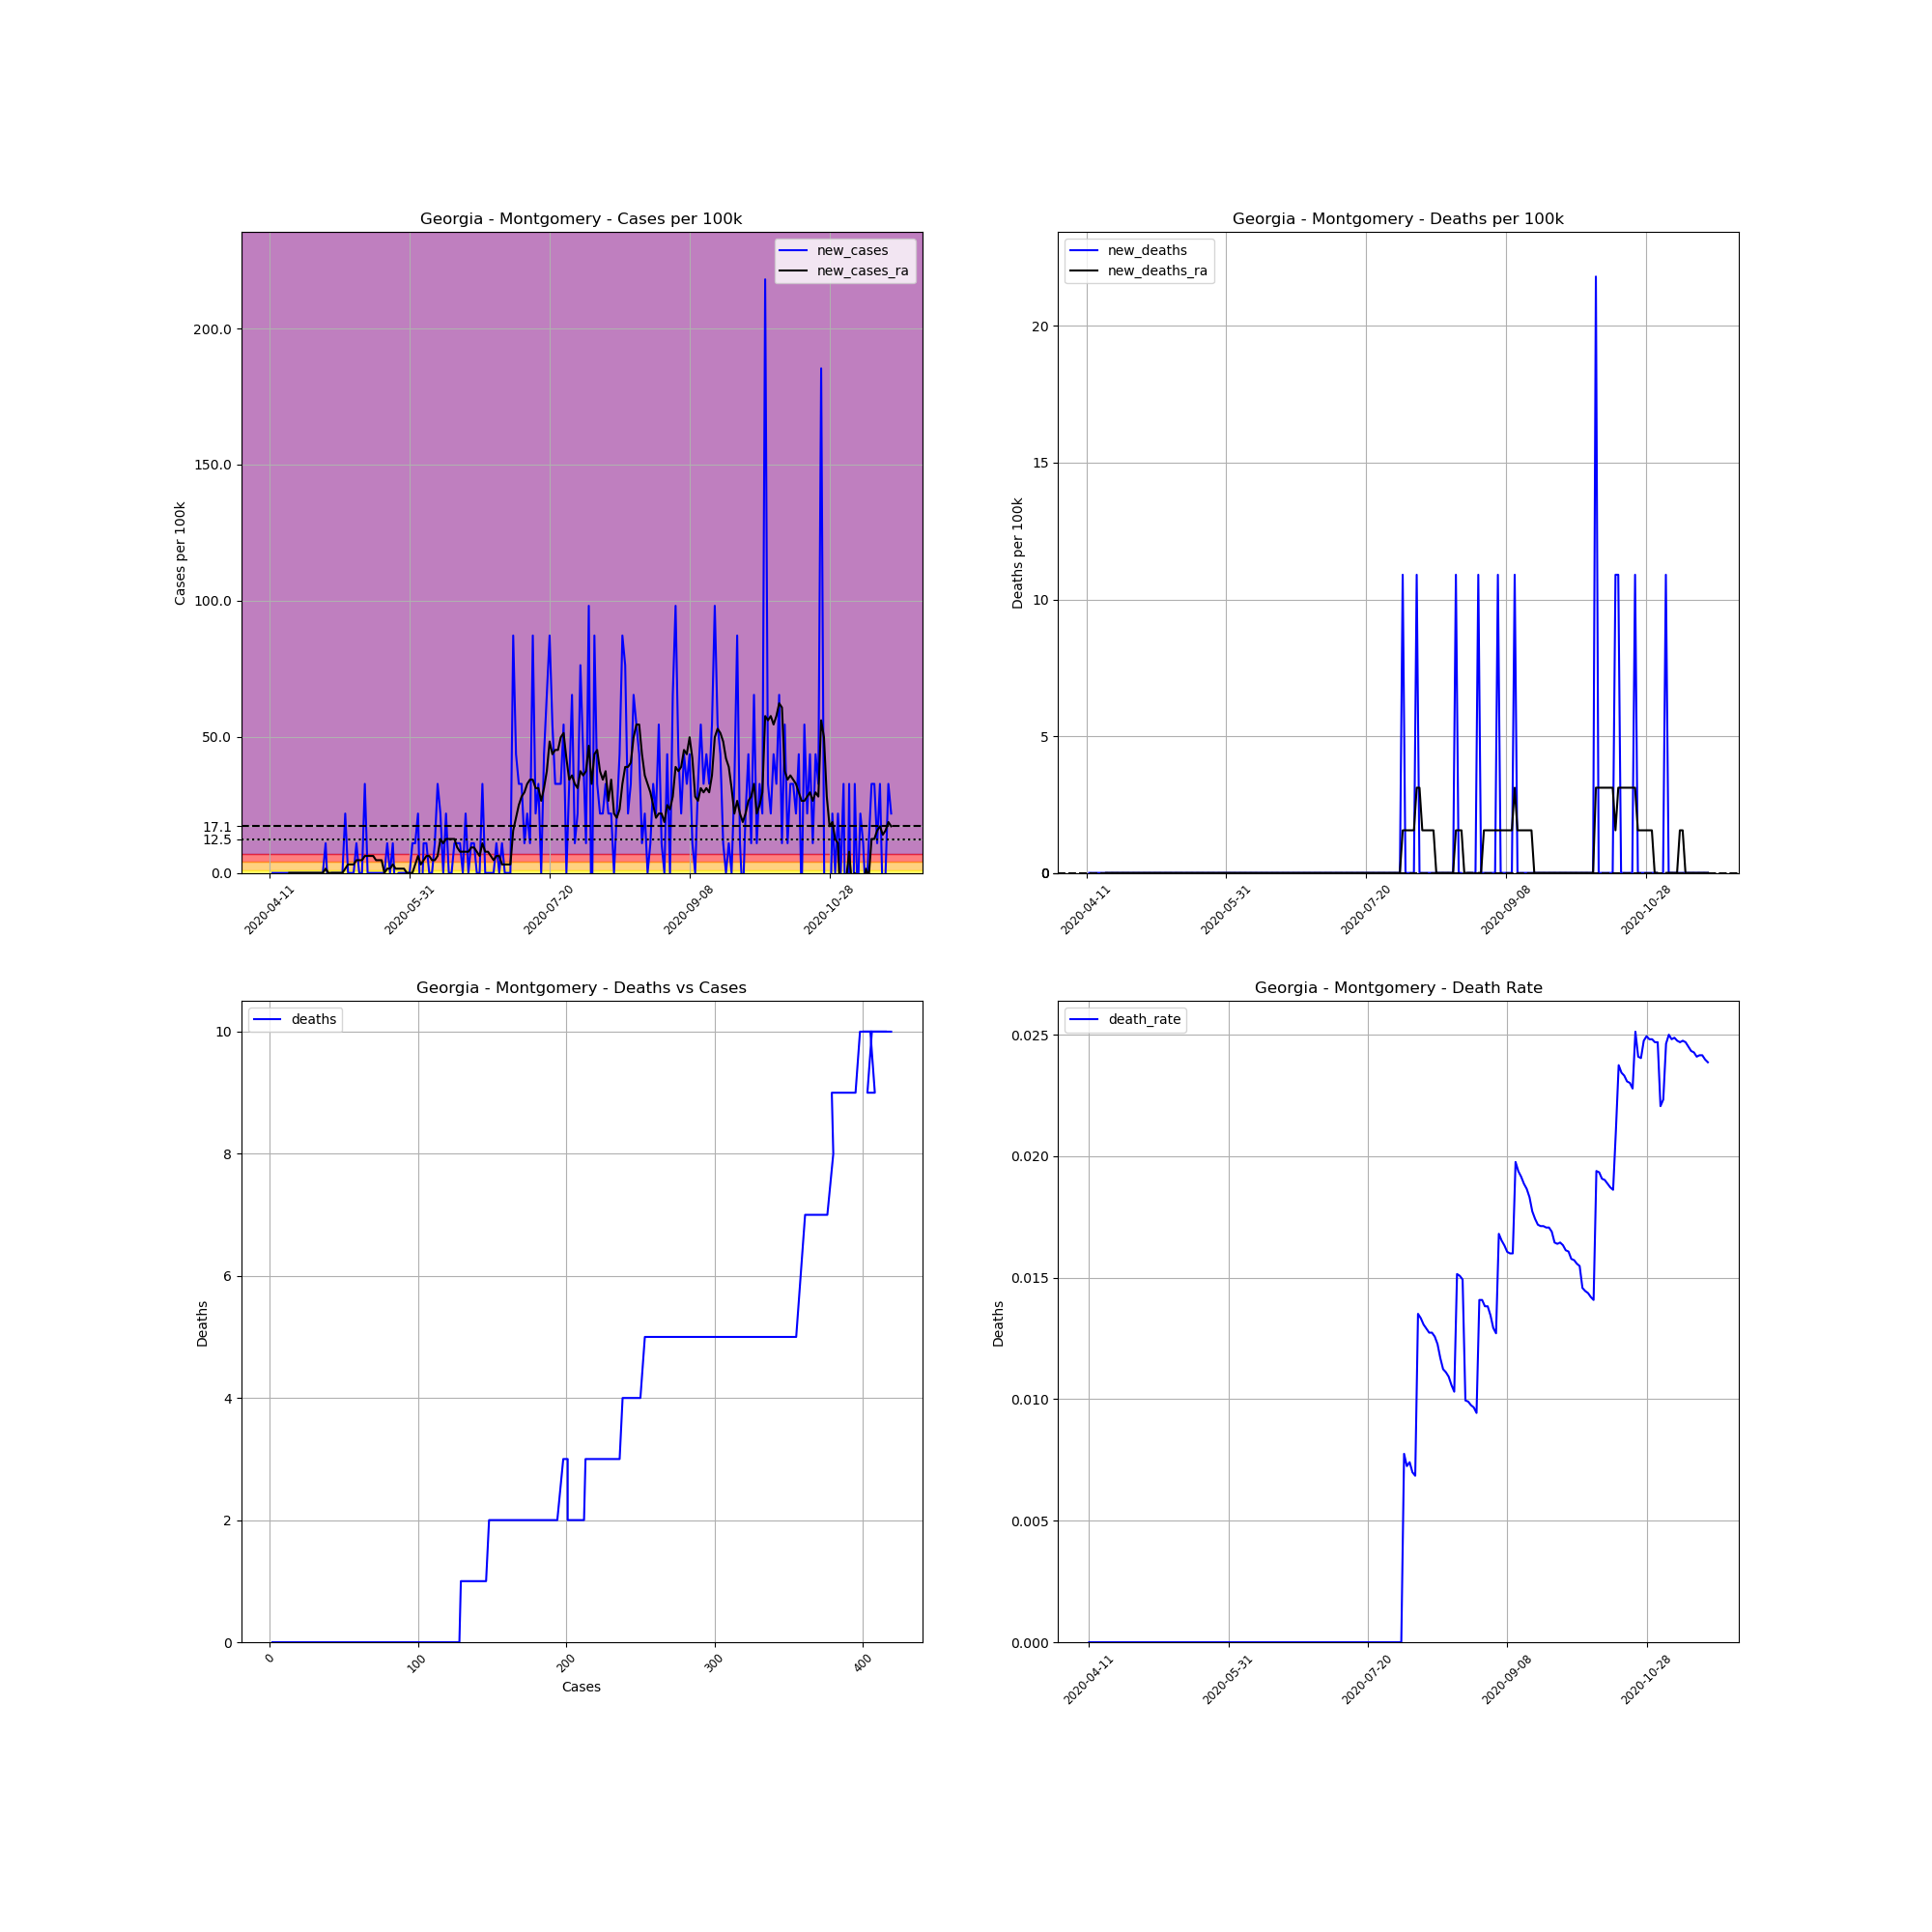 Georgia - Montgomery - Cases per 100k
new_cases
new_cases_ra
Cases per 100k
200.0
150.0
100.0
50.0
17.1
12.5
0.0
2020-04-11
2020-05-31
2020-07-20
2020-09-08
2020-10-28
Georgia - Montgomery - Deaths per 100k
new_deaths
new_deaths_ra
Deaths per 100k
20
15
10
5
0
2020-04-11
2020-05-31
2020-07-20
2020-09-08
2020-10-28
Georgia - Montgomery - Deaths vs Cases
deaths
Deaths
10
8
6
4
2
0
0
100
200
300
400
Cases
Georgia - Montgomery - Death Rate
death_rate
Deaths
0.025
0.020
0.015
0.010
0.005
0.000
2020-04-11
2020-05-31
2020-07-20
2020-09-08
2020-10-28